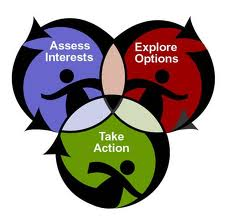 Assess
Interests
Explore
Options
Take
Action